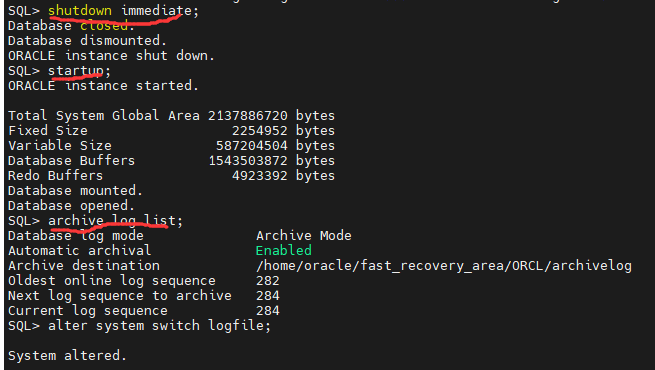 SQL> shutdown immediate;
Database closed.
Database dismounted.
ORACLE instance shut down.
SQL> startup;
ORACLE instance started.
Total System Global Area 2137886720 bytes
Fixed Size 2254952 bytes
Variable Size 587204504 bytes
Database Buffers 1543503872 bytes
Redo Buffers 4923392 bytes
Database mounted.
Database opened.
SQL> archive log list;
Database log mode Archive Mode
Automatic archival Enabled
Archive destination /home/oracle/fast_recovery_area/ORCL/archivelog
Oldest online log sequence 282
Next log sequence to archive 284
Current log sequence 284
SQL> alter system switch logfile;
System altered.